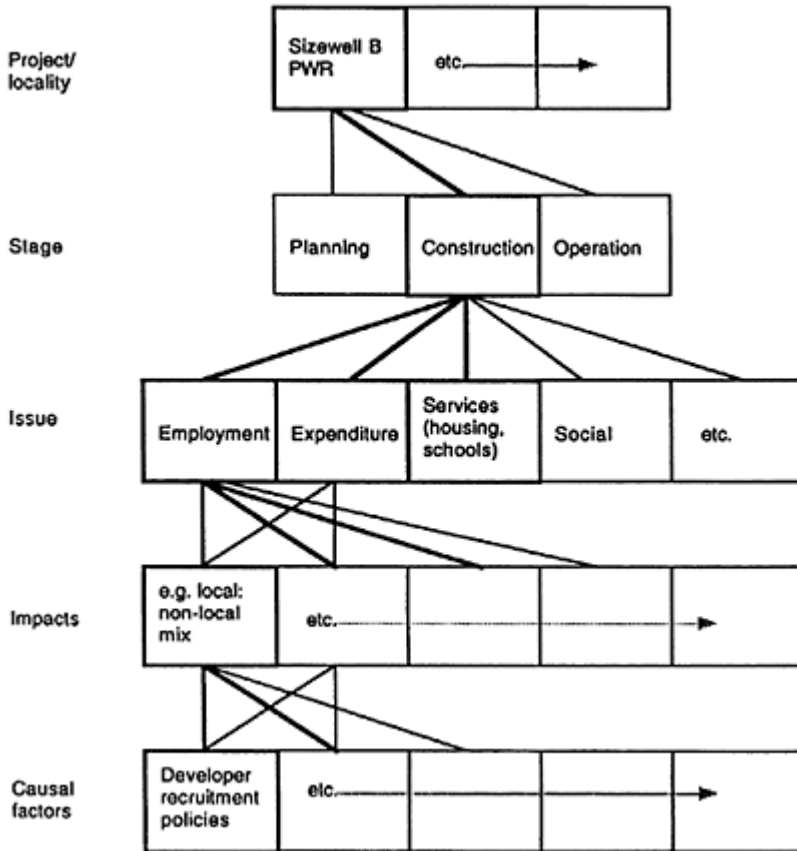 Project/
locality
Sizewell B
PWR
etc.
Stage
Planning
Construction
Operation
Issue
Employment
Expenditure
Services
(housing,
schools)
Social
etc.
Impacts
e.g. local:
non-local
mix
etc.
Causal
factors
Developer
recruitment
policies
etc.